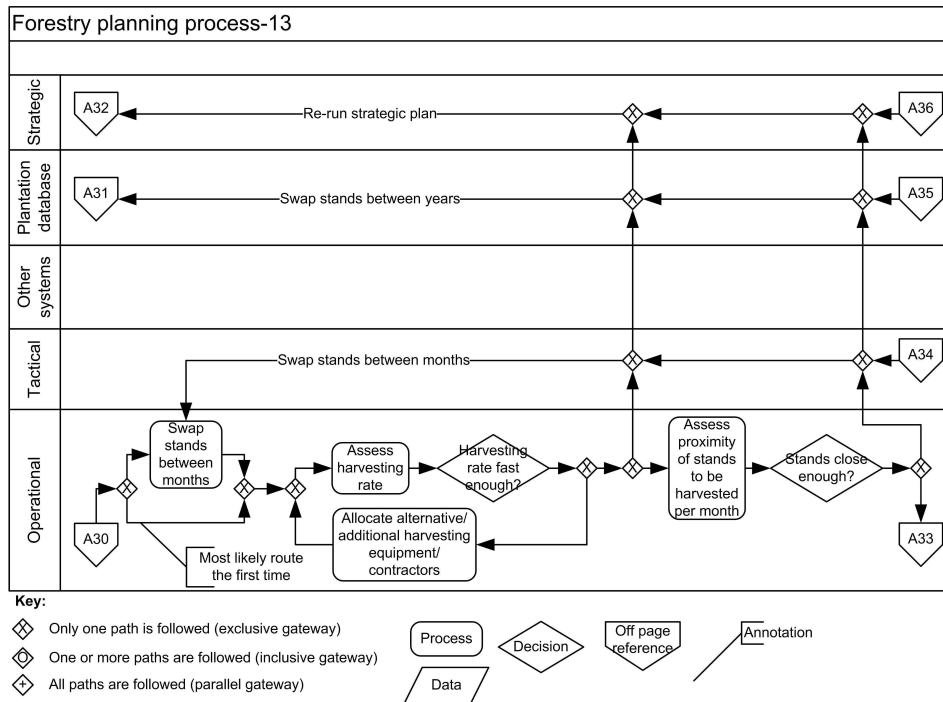 Forestry planning process-13
Strategic
A32
Re-run strategic plan
A36
Plantation
database
A31
Swap stands between years
A35
Other
systems
Tactical
Swap stands between months
A34
Operational
Swap
stands
between
months
Assess
harvesting
rate
Harvesting
rate fast
enough?
Assess
proximity
of stands
to be
harvested
per month
Stands close
enough?
A30
Most likely route
the first time
Allocate alternative/
additional harvesting
equipment/
contractors
A33
Key:
X Only one path is followed (exclusive gateway)
O One or more paths are followed (inclusive gateway)
+ All paths are followed (parallel gateway)
Process
Decision
Off page
reference
Annotation
Data